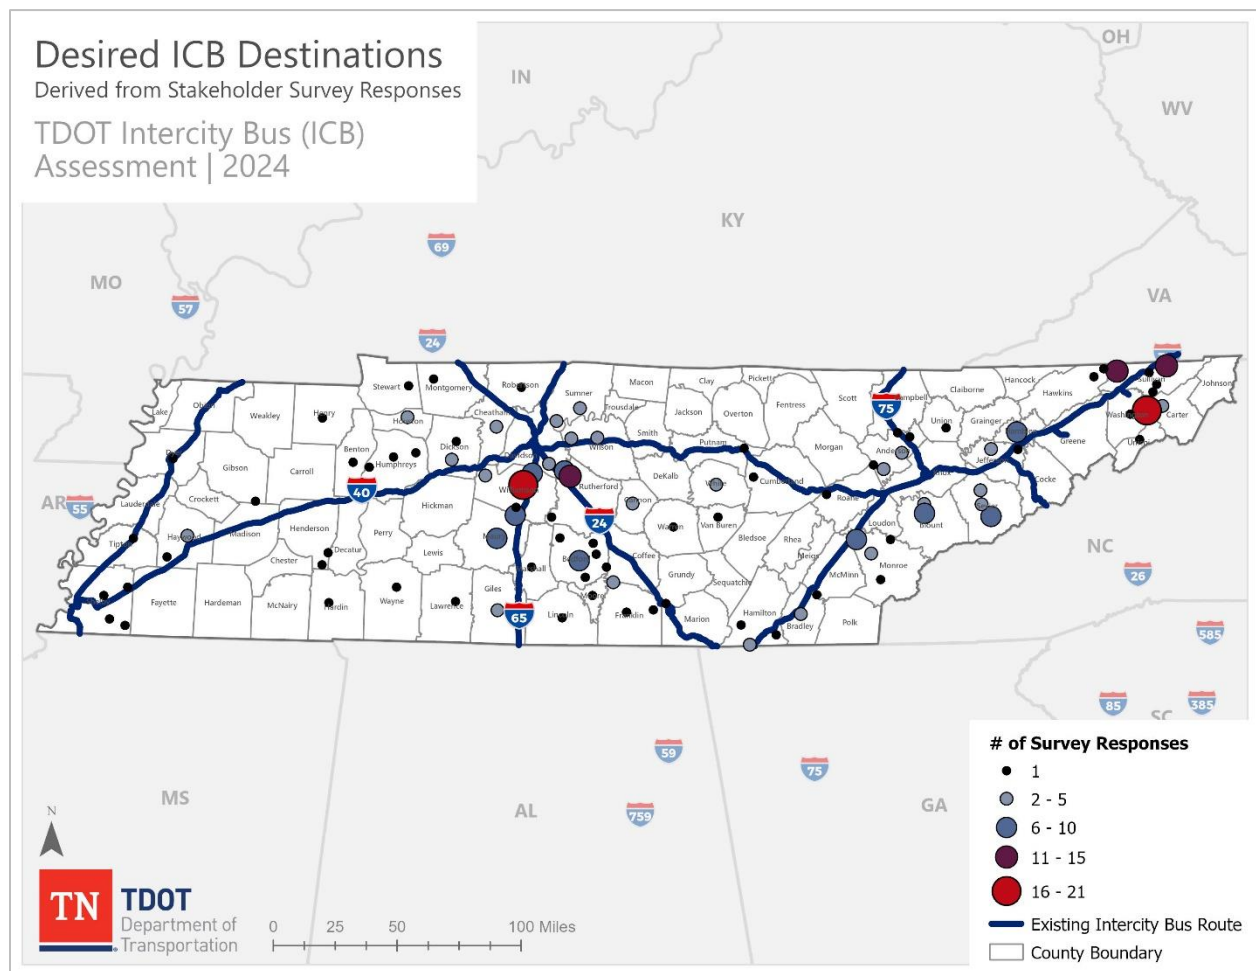 Desired ICB Destinations
Derived from Stakeholder Survey Responses
TDOT Intercity Bus (ICB)
Assessment | 2024
OH
IN
WV
KY
69
MO
57
VA
24
Stewart
Montgomery
Robertson
Sumner
Macon
Clay
Pickett
Scott
Campbell
Claiborne
Hancock
Hawkins
Sullivan
Johnson
Lake
Obion
Weakley
Henry
Houston
Cheatham
Trousdale
Jackson
Overton
Fentress
75
Union
Grainger
Greene
Washington
Carter
Unicoi
Benton
Humphreys
Dickson
Davidson
Wilson
Smith
Putnam
Morgan
Anderson
Knox
Jefferson
Cocke
Dyer
Gibson
Carroll
40
Hickman
Williamson
Rutherford
DeKalb
White
Cumberland
Roane
AR
55
Lauderdale
Crockett
Cannon
24
Loudon
Blount
Sevier
Tipton
Haywood
Madison
Henderson
Decatur
Perry
Lewis
Maury
Bedford
Coffee
Warren
Van Buren
Bledsoe
Rhea
Meigs
Monroe
NC
Chester
Marshall
Giles
Moore
Grundy
Sequatchie
McMinn
26
Shelby
Fayette
Hardeman
McNairy
Hardin
Wayne
Lawrence
65
Lincoln
Franklin
Marion
Hamilton
Bradley
Polk
585
85
385
SC
59
75
MS
AL
759
GA
# of Survey Responses
1
2 - 5
6 - 10
11 - 15
16 - 21
Existing Intercity Bus Route
County Boundary
N
TN
TDOT
Department of
Transportation
0 25 50 100 Miles